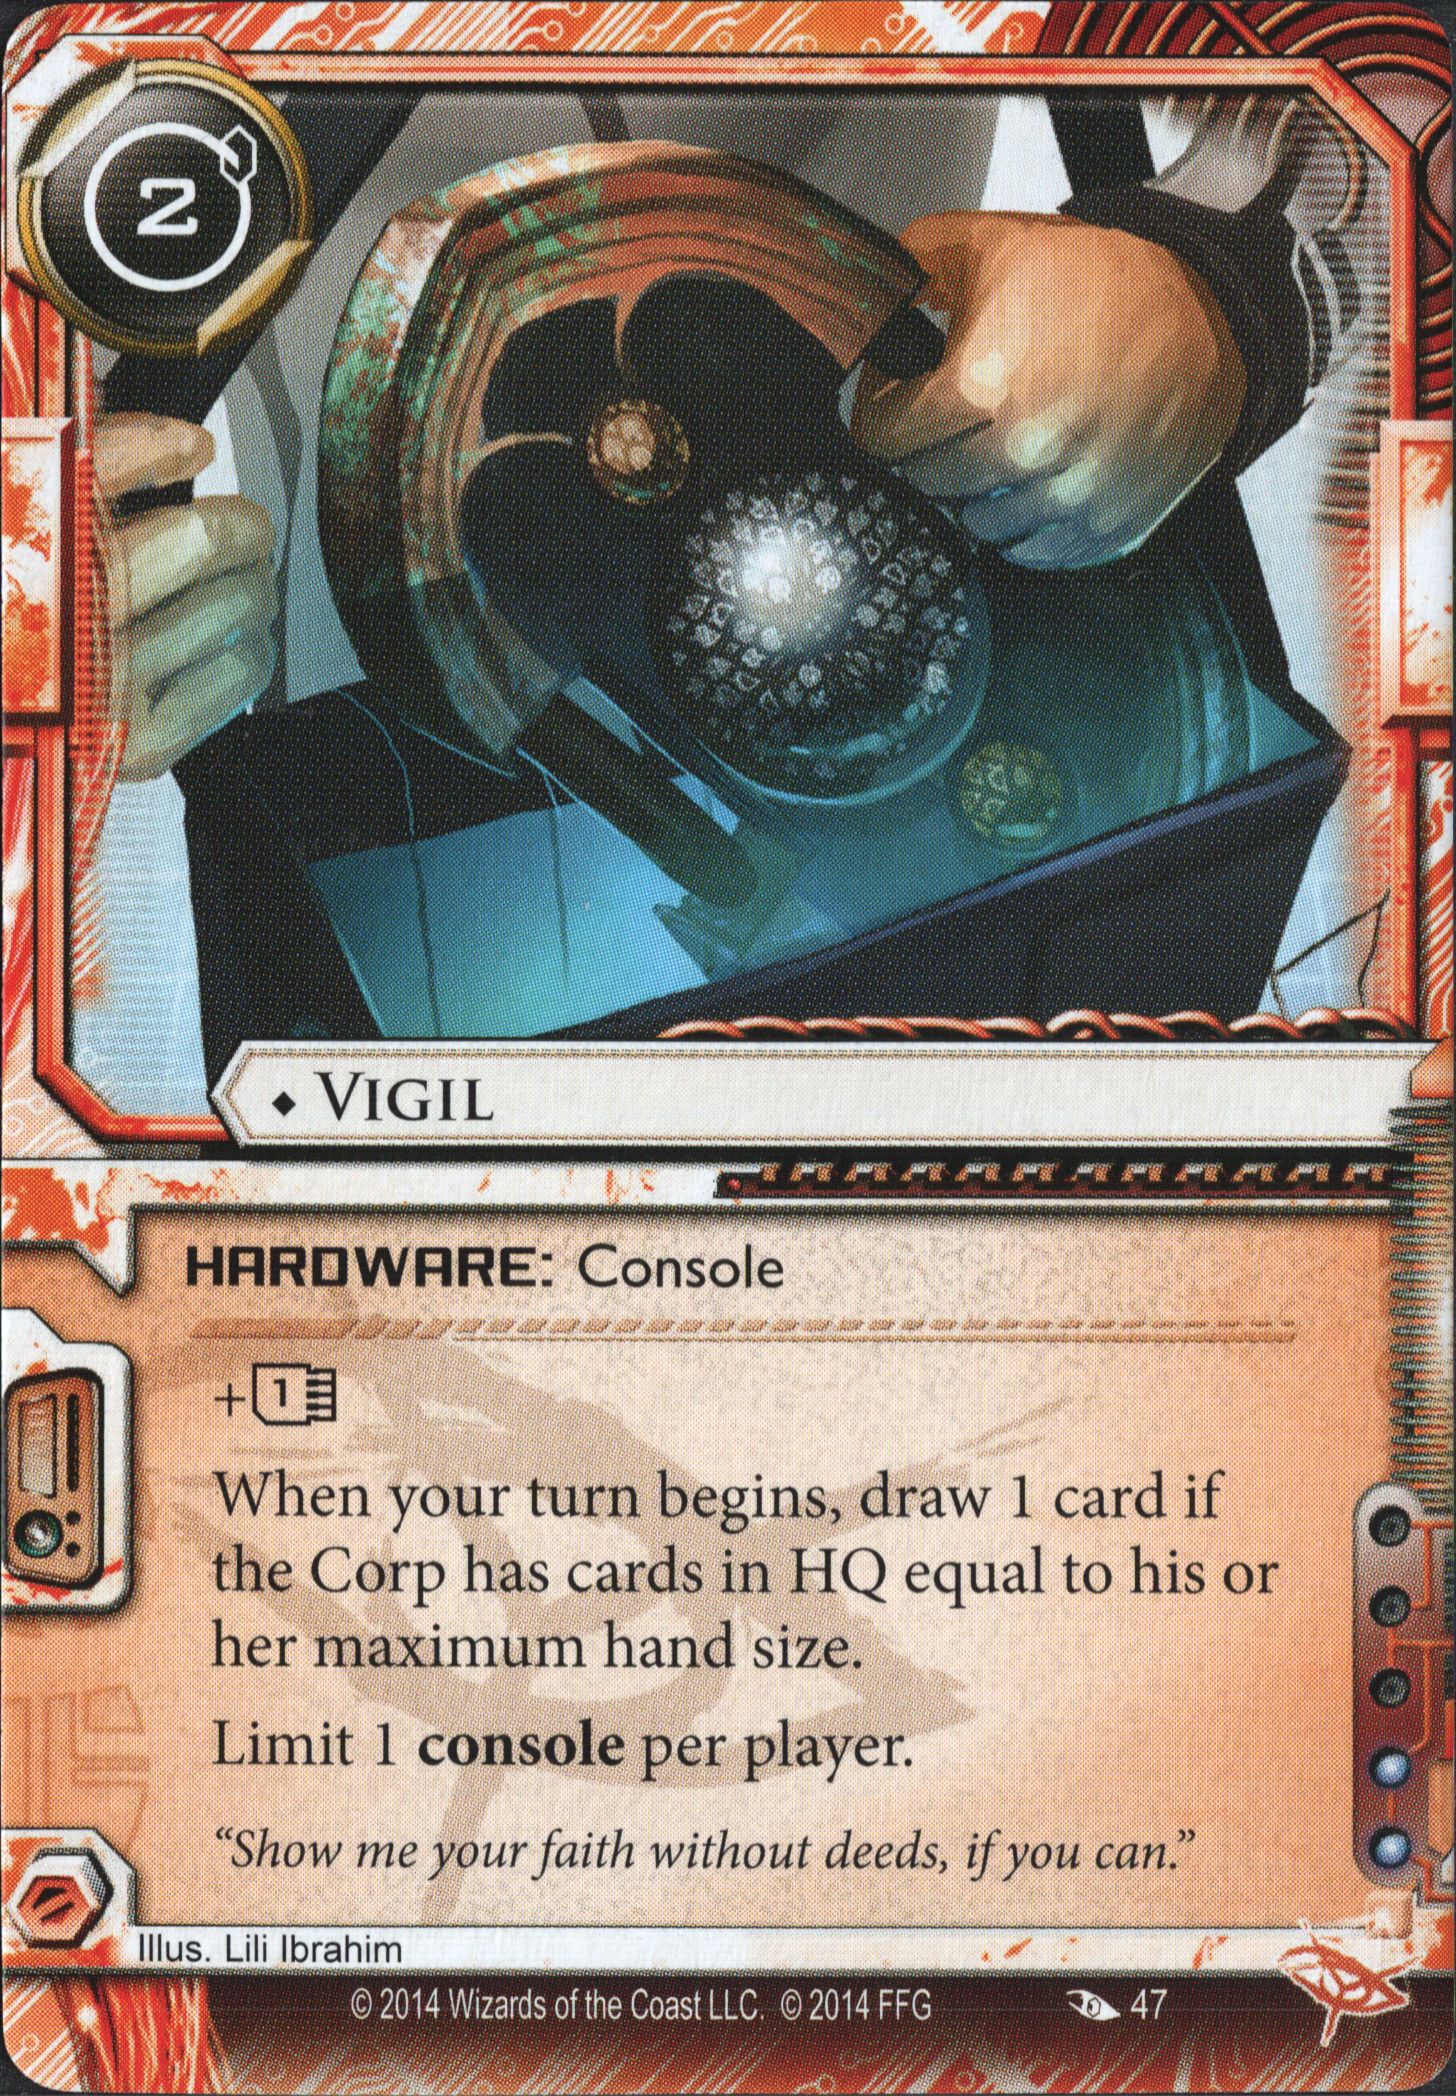 2
◆ VIGIL
HARDWARE: Console
+1
When your turn begins, draw 1 card if
the Corp has cards in HQ equal to his or
her maximum hand size.
Limit 1 console per player.
“Show me your faith without deeds, if you can.”
Illus. Lili Ibrahim
© 2014 Wizards of the Coast LLC. © 2014 FFG 47